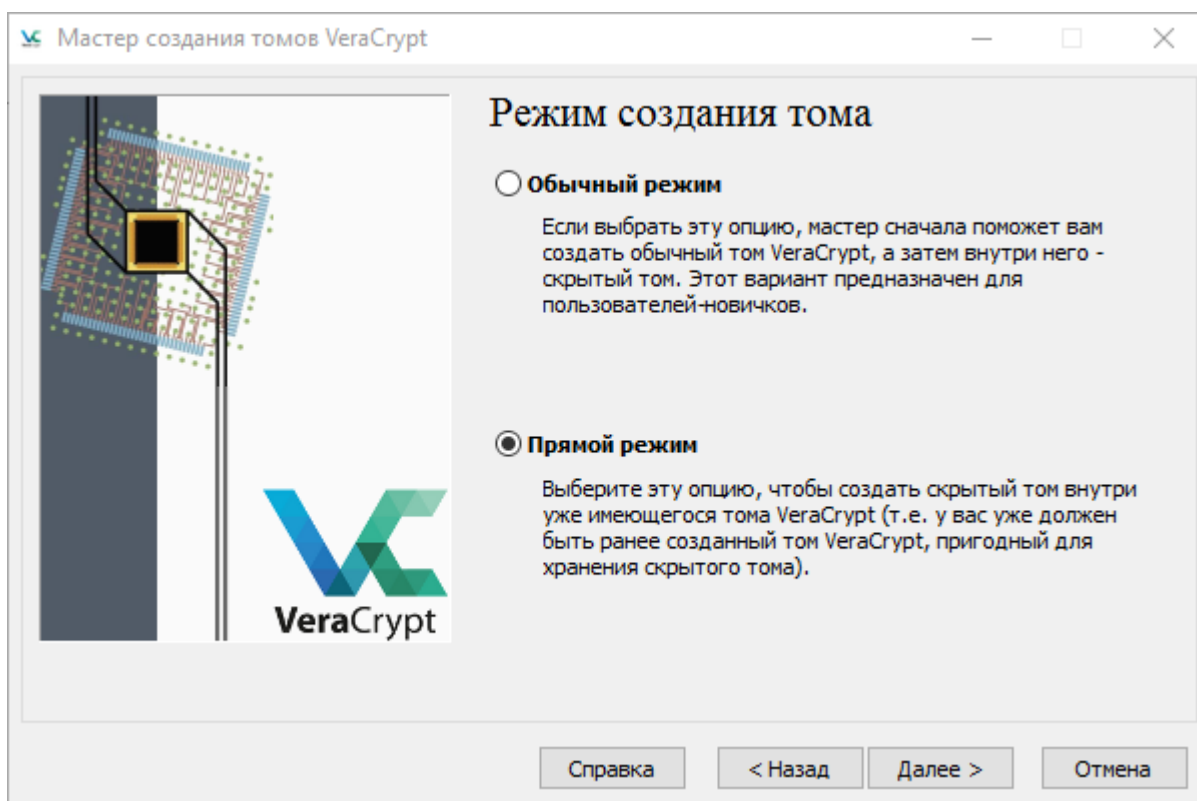 Мастер создания томов VeraCrypt
Режим создания тома
Обычный режим
Если выбрать эту опцию, мастер сначала поможет вам
создать обычный том VeraCrypt, а затем внутри него -
скрытый том. Этот вариант предназначен для
пользователей-новичков.
Прямой режим
Выберите эту опцию, чтобы создать скрытый том внутри
уже имеющегося тома VeraCrypt (т.е. у вас уже должен
быть ранее созданный том VeraCrypt, пригодный для
хранения скрытого тома).
VeraCrypt
Справка
< Назад
Далее >
Отмена